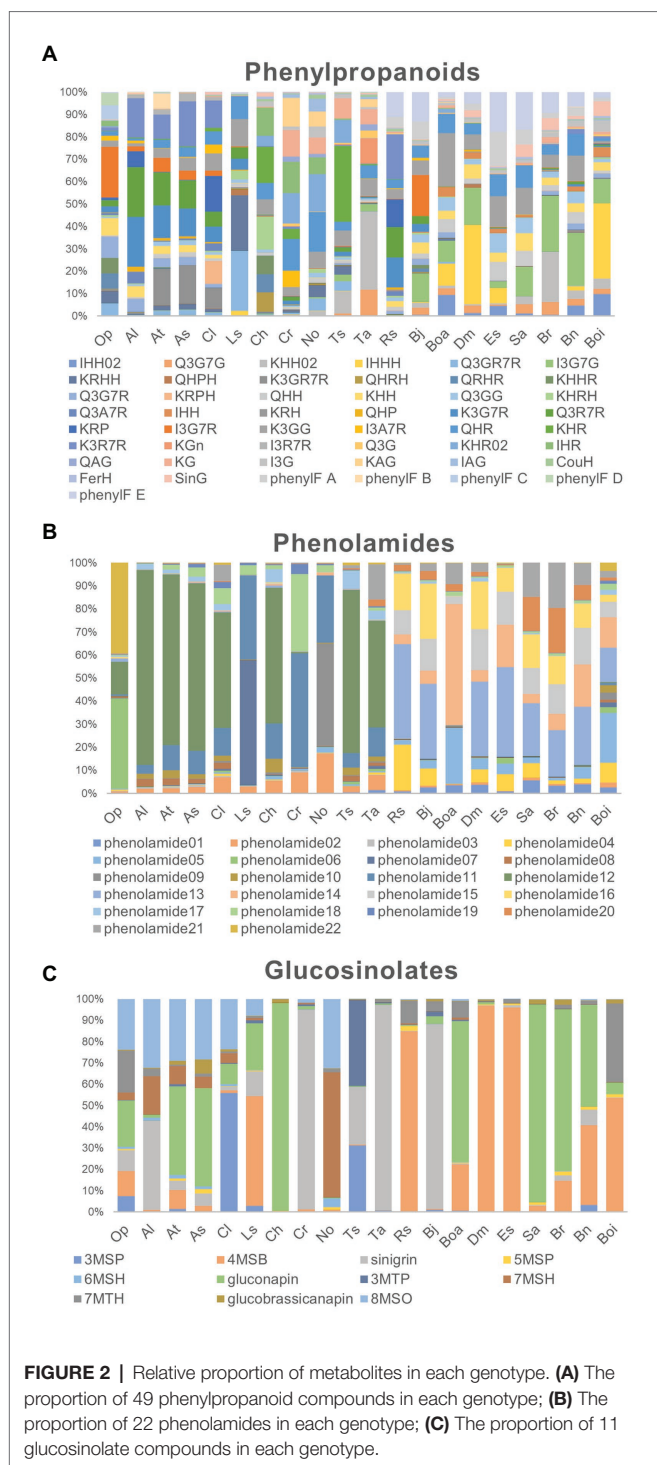 A
Phenylpropanoids
100%
90%
80%
70%
60%
50%
40%
30%
20%
10%
0%
Op Al At As Cl Ls Ch Cr No Ts Ta Rs Bj Boa Dm Es Sa Br Bn Boi
IHH02 Q3G7G KHH02 IHHH Q3GR7R I3G7G
KRHH QHPH K3GR7R QHRH QRHR KHHR
Q3G7R KRPH QHH KHH Q3GG KHRH
Q3A7R IHH KRH QHP K3G7R Q3R7R
KRP I3G7R K3GG I3A7R QHR KHR
K3R7R KGn I3R7R Q3G KHR02 IHR
QAG KG I3G KAG IAG CouH
FerH SinG phenylF A phenylF B phenylF C phenylF D
phenylF E
B
Phenolamides
100%
90%
80%
70%
60%
50%
40%
30%
20%
10%
0%
Op Al At As Cl Ls Ch Cr No Ts Ta Rs Bj Boa Dm Es Sa Br Bn Boi
phenolamide01 phenolamide02 phenolamide03 phenolamide04
phenolamide05 phenolamide06 phenolamide07 phenolamide08
phenolamide09 phenolamide10 phenolamide11 phenolamide12
phenolamide13 phenolamide14 phenolamide15 phenolamide16
phenolamide17 phenolamide18 phenolamide19 phenolamide20
phenolamide21 phenolamide22
C
Glucosinolates
100%
90%
80%
70%
60%
50%
40%
30%
20%
10%
0%
Op Al At As Cl Ls Ch Cr No Ts Ta Rs Bj Boa Dm Es Sa Br Bn Boi
3MSP 4MSB sinigrin 5MSP
6MSH gluconapin 3MTP 7MSH
7MTH glucobrassicanapin 8MSO
FIGURE 2 | Relative proportion of metabolites in each genotype. (A) The
proportion of 49 phenylpropanoid compounds in each genotype; (B) The
proportion of 22 phenolamides in each genotype; (C) The proportion of 11
glucosinolate compounds in each genotype.